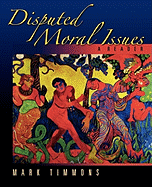 Disputed
Moral Issues
A READER
MARK TIMMONS